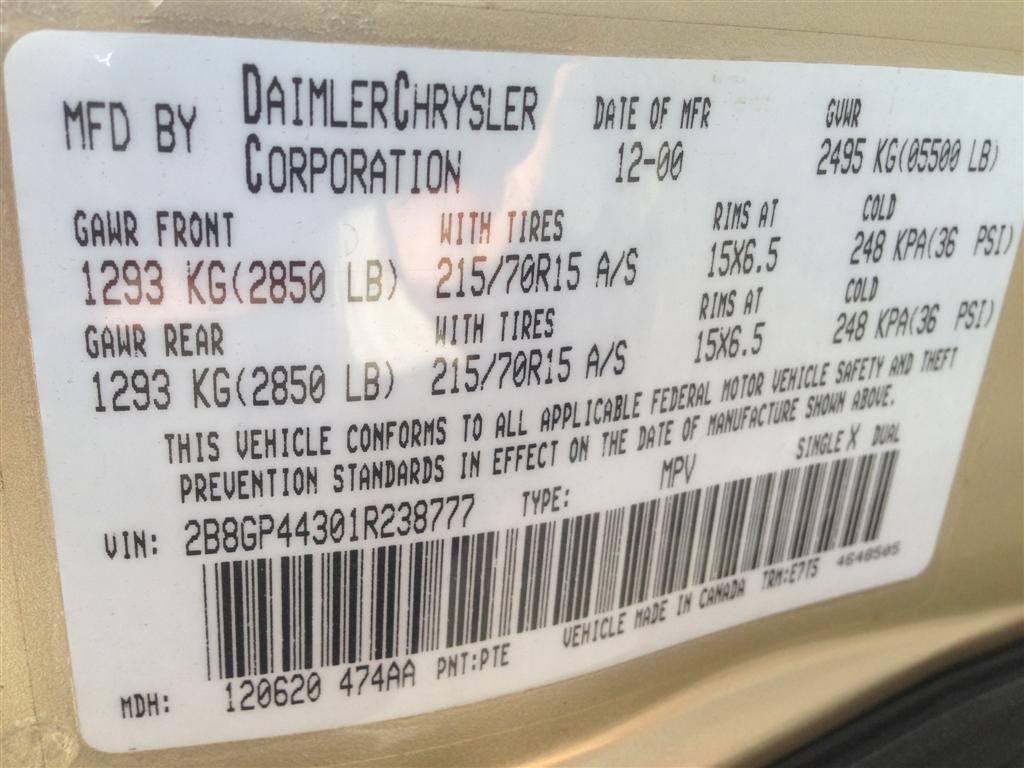 MFD BY DAIMLERCHRYSLER CORPORATION DATE OF MFR 12-00 GVWR 2495 KG(05500 LB)
GAWR FRONT WITH TIRES RIMS AT COLD
1293 KG(2850 LB) 215/70R15 A/S 15X6.5 248 KPA(36 PSI)
GAWR REAR WITH TIRES RIMS AT COLD
1293 KG(2850 LB) 215/70R15 A/S 15X6.5 248 KPA(36 PSI)
THIS VEHICLE CONFORMS TO ALL APPLICABLE FEDERAL MOTOR VEHICLE SAFETY AND THEFT
PREVENTION STANDARDS IN EFFECT ON THE DATE OF MANUFACTURE SHOWN ABOVE.
VIN: 2B8GP44301R238777 TYPE: MPV SINGLE X DUAL
MDH: 120620 474AA PNT:PTE VEHICLE MADE IN CANADA TRM:E7T5 4648505